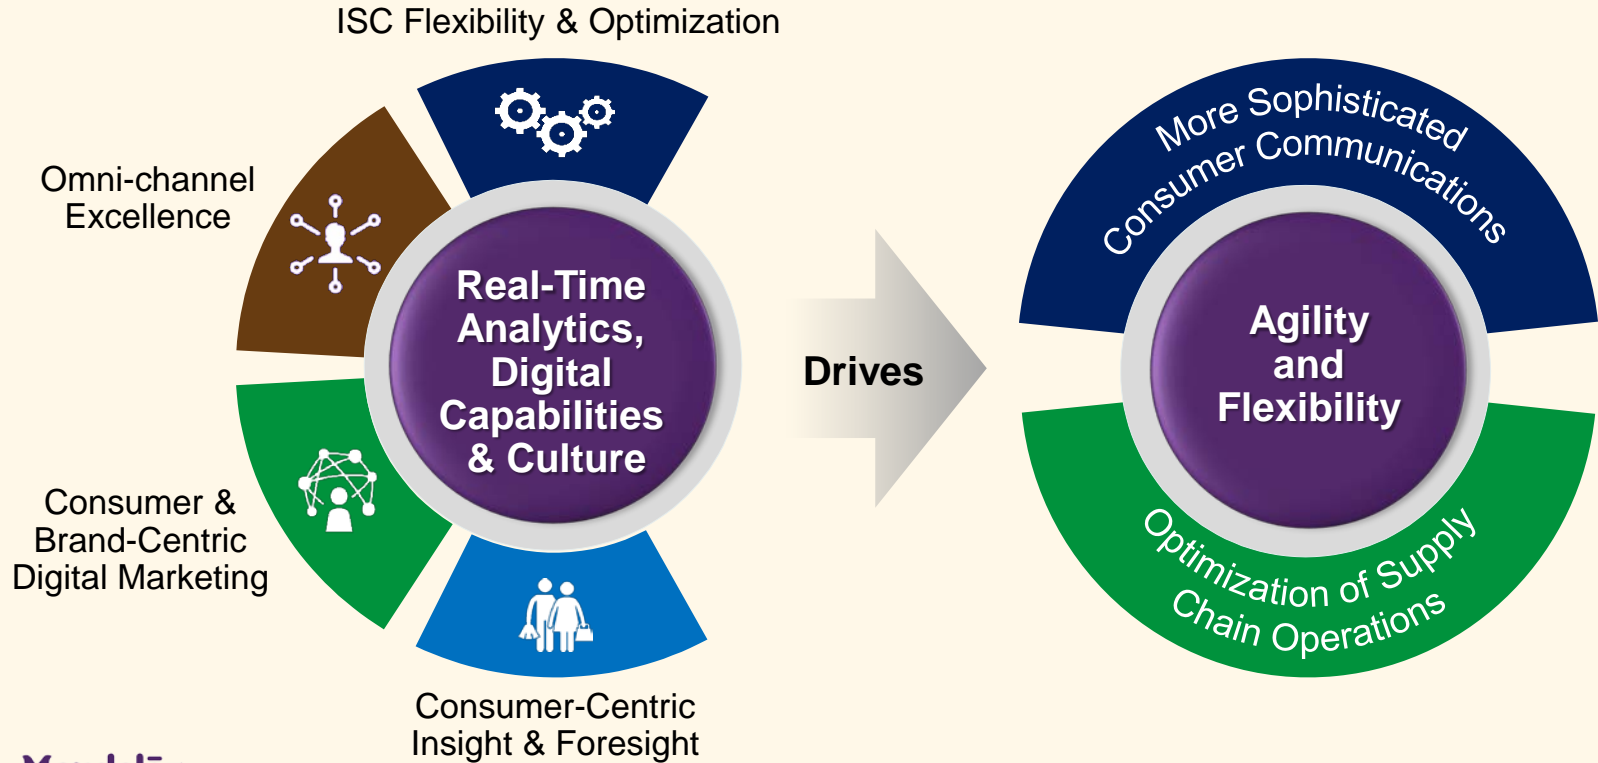 ISC Flexibility & Optimization
Omni-channel
Excellence
Real-Time
Analytics,
Digital
Capabilities
& Culture
Consumer &
Brand-Centric
Digital Marketing
Consumer-Centric
Insight & Foresight
Drives
More Sophisticated
Consumer Communications
Agility
and
Flexibility
Optimization of Supply
Chain Operations